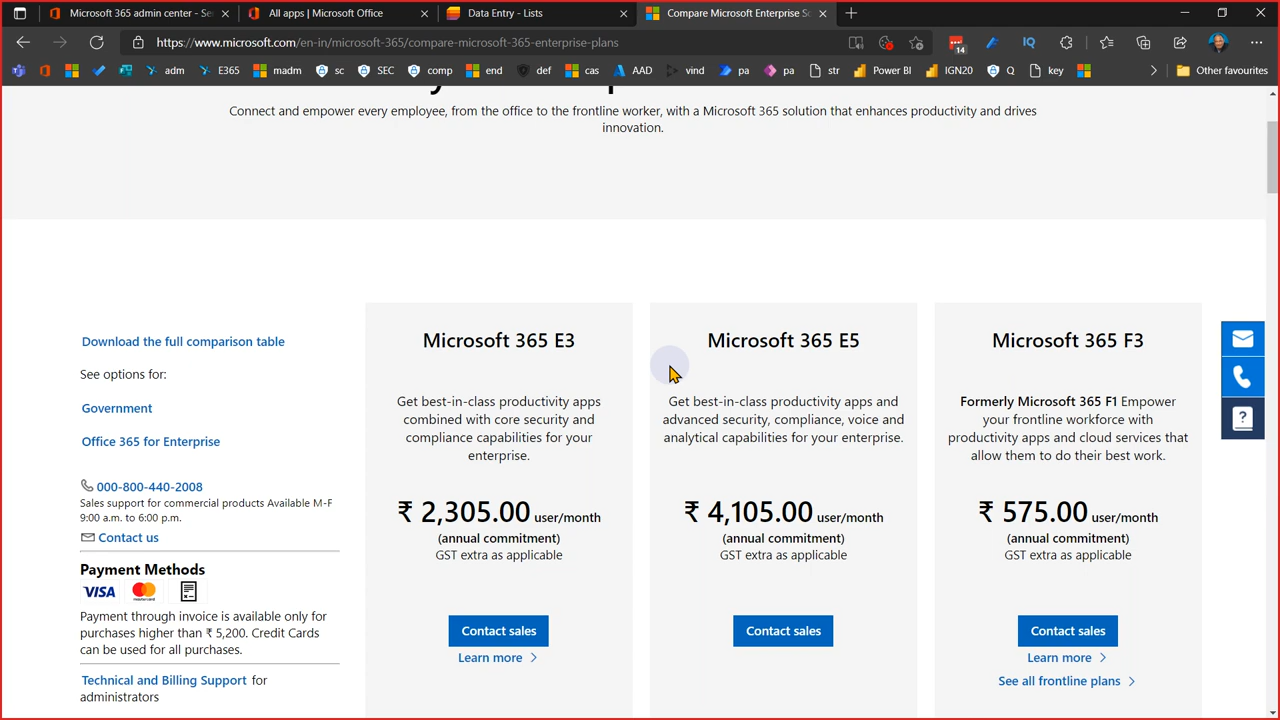 Microsoft 365 admin center - Se
All apps | Microsoft Office
Data Entry - Lists
Compare Microsoft Enterprise So
https://www.microsoft.com/en-in/microsoft-365/compare-microsoft-365-enterprise-plans
14
IQ
adm
E365
madm
sc
SEC
comp
end
def
cas
AAD
vind
pa
pa
str
Power BI
IGN20
Q
key
Other favourites
Connect and empower every employee, from the office to the frontline worker, with a Microsoft 365 solution that enhances productivity and drives
innovation.
Download the full comparison table
See options for:
Government
Office 365 for Enterprise
000-800-440-2008
Sales support for commercial products Available M-F
9:00 a.m. to 6:00 p.m.
Contact us
Payment Methods
VISA
mastercard
Payment through invoice is available only for
purchases higher than ₹ 5,200. Credit Cards
can be used for all purchases.
Technical and Billing Support for
administrators
Microsoft 365 E3
Get best-in-class productivity apps
combined with core security and
compliance capabilities for your
enterprise.
₹ 2,305.00 user/month
(annual commitment)
GST extra as applicable
Contact sales
Learn more
Microsoft 365 E5
Get best-in-class productivity apps and
advanced security, compliance, voice and
analytical capabilities for your enterprise.
₹ 4,105.00 user/month
(annual commitment)
GST extra as applicable
Contact sales
Microsoft 365 F3
Formerly Microsoft 365 F1 Empower
your frontline workforce with
productivity apps and cloud services that
allow them to do their best work.
₹ 575.00 user/month
(annual commitment)
GST extra as applicable
Contact sales
Learn more
See all frontline plans